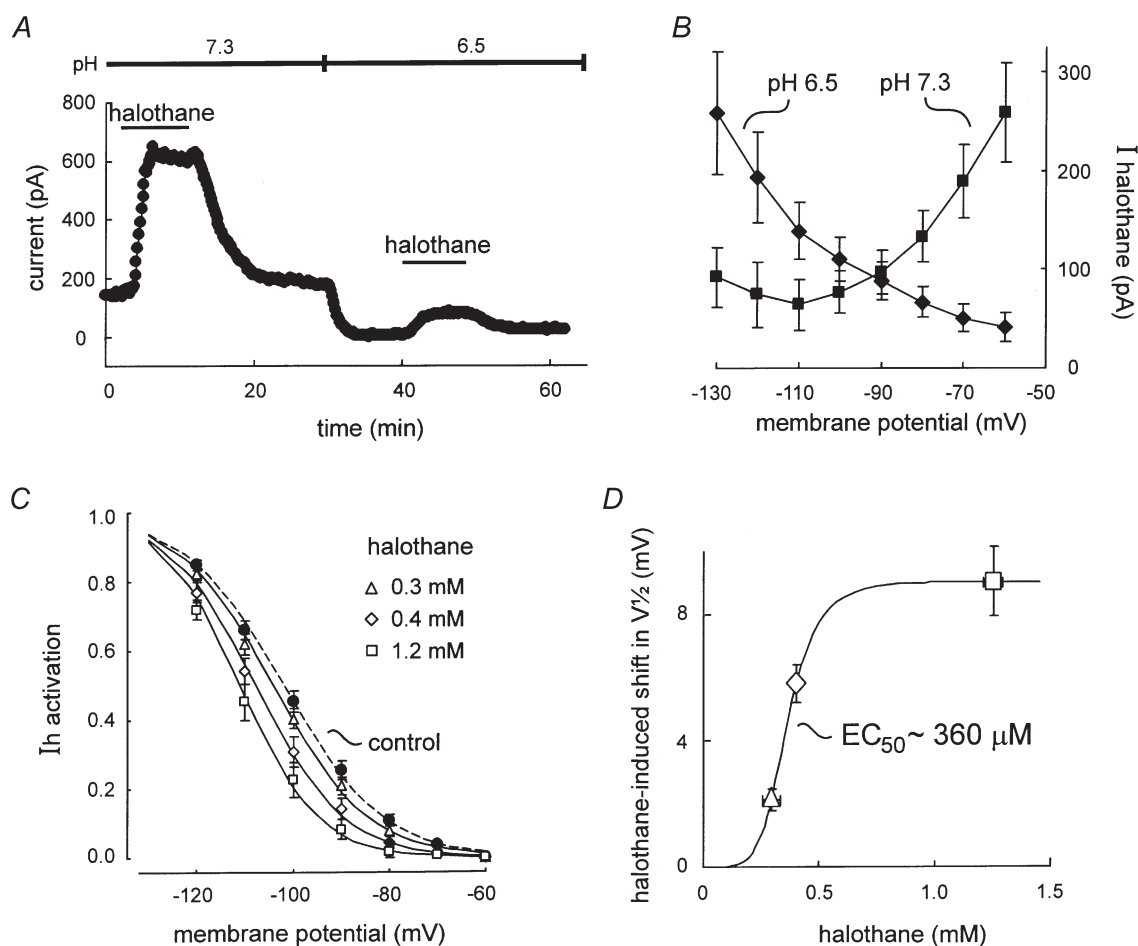 A
pH
7.3
6.5
800
600
400
200
0
halothane
halothane
current (pA)
0
20
40
60
time (min)
B
pH 6.5
pH 7.3
300
200
100
0
I halothane (pA)
-130
-110
-90
-70
-50
membrane potential (mV)
C
1.0
0.8
0.6
0.4
0.2
0.0
Ih activation
halothane
0.3 mM
0.4 mM
1.2 mM
control
-120
-100
-80
-60
membrane potential (mV)
D
8
4
0
halothane-induced shift in V½ (mV)
EC50~ 360 µM
0
0.5
1.0
1.5
halothane (mM)